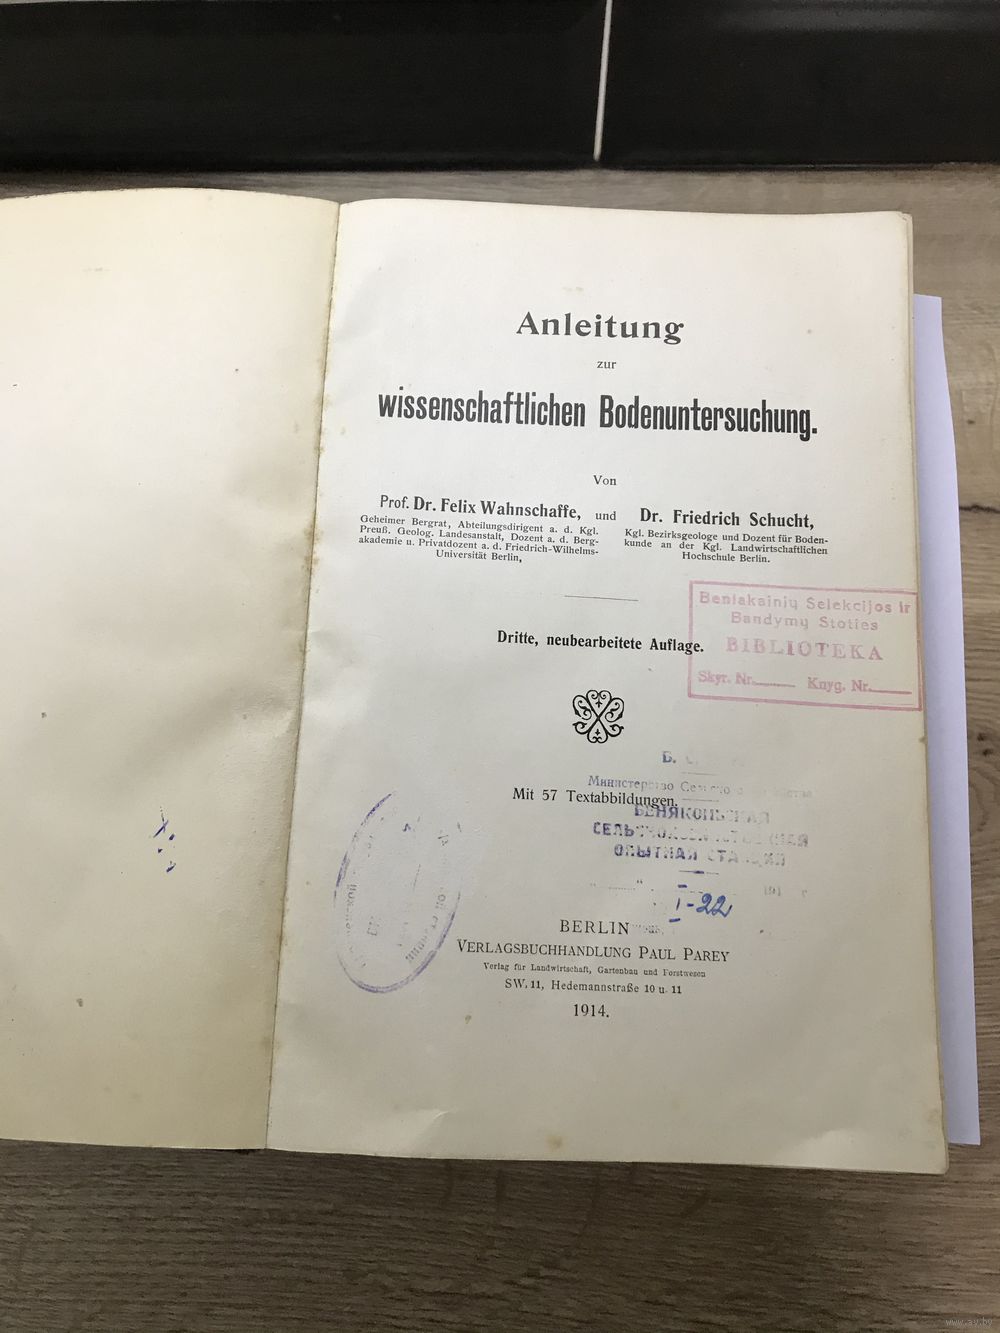 Anleitung
zur
wissenschaftlichen Bodenuntersuchung.
Von
Prof. Dr. Felix Wahnschaffe, und
Geheimer Bergrat, Abteilungsdirigent a. d. Kgl.
Preuß. Geolog. Landesanstalt, Dozent a. d. Berg-
akademie u. Privatdozent a. d. Friedrich-Wilhelms-
Universität Berlin,
Dr. Friedrich Schucht,
Kgl. Bezirksgeologe und Dozent für Boden-
kunde an der Kgl. Landwirtschaftlichen
Hochschule Berlin.
Beniakainių Selekcijos ir
Bandymų Stoties
BIBLIOTEKA
Skyr. Nr. Knyg. Nr.
Dritte, neubearbeitete Auflage.
Б.
Министерство
Mit 57 Textabbildungen.
БЕНЯКОНЬСКАЯ
ОПЫТНАЯ СТАНЦИЯ
I-22
BERLIN
VERLAGSBUCHHANDLUNG PAUL PAREY
Verlag für Landwirtschaft, Gartenbau und Forstwesen
SW. 11, Hedemannstraße 10 u. 11
1914.
www.av.by